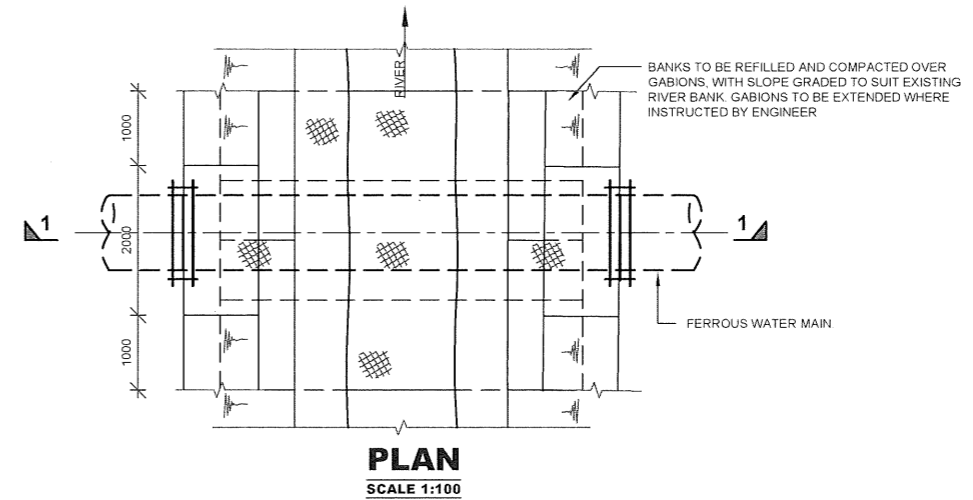 RIVER
BANKS TO BE REFILLED AND COMPACTED OVER
GABIONS, WITH SLOPE GRADED TO SUIT EXISTING
RIVER BANK. GABIONS TO BE EXTENDED WHERE
INSTRUCTED BY ENGINEER
1000
2000
1000
1
1
FERROUS WATER MAIN
PLAN
SCALE 1:100